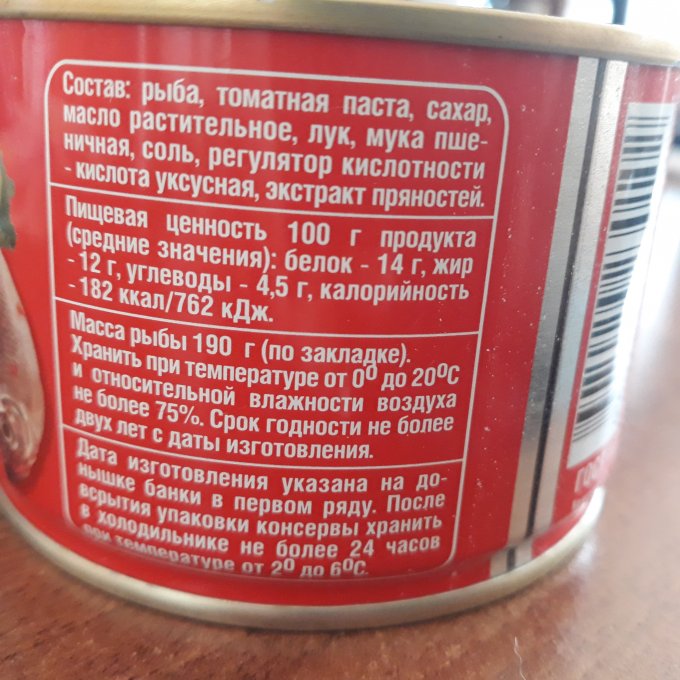 Состав: рыба, томатная паста, сахар,
масло растительное, лук, мука пше-
ничная, соль, регулятор кислотности
- кислота уксусная, экстракт пряностей.
Пищевая ценность 100 г продукта
(средние значения): белок - 14 г, жир
- 12 г, углеводы - 4,5 г, калорийность
- 182 ккал/762 кДж.
Масса рыбы 190 г (по закладке).
Хранить при температуре от 0⁰ до 20⁰С
и относительной влажности воздуха
не более 75%. Срок годности не более
двух лет с даты изготовления.
Дата изготовления указана на до-
нышке банки в первом ряду. После
вскрытия упаковки консервы хранить
в холодильнике не более 24 часов
при температуре от 2⁰ до 6⁰С.